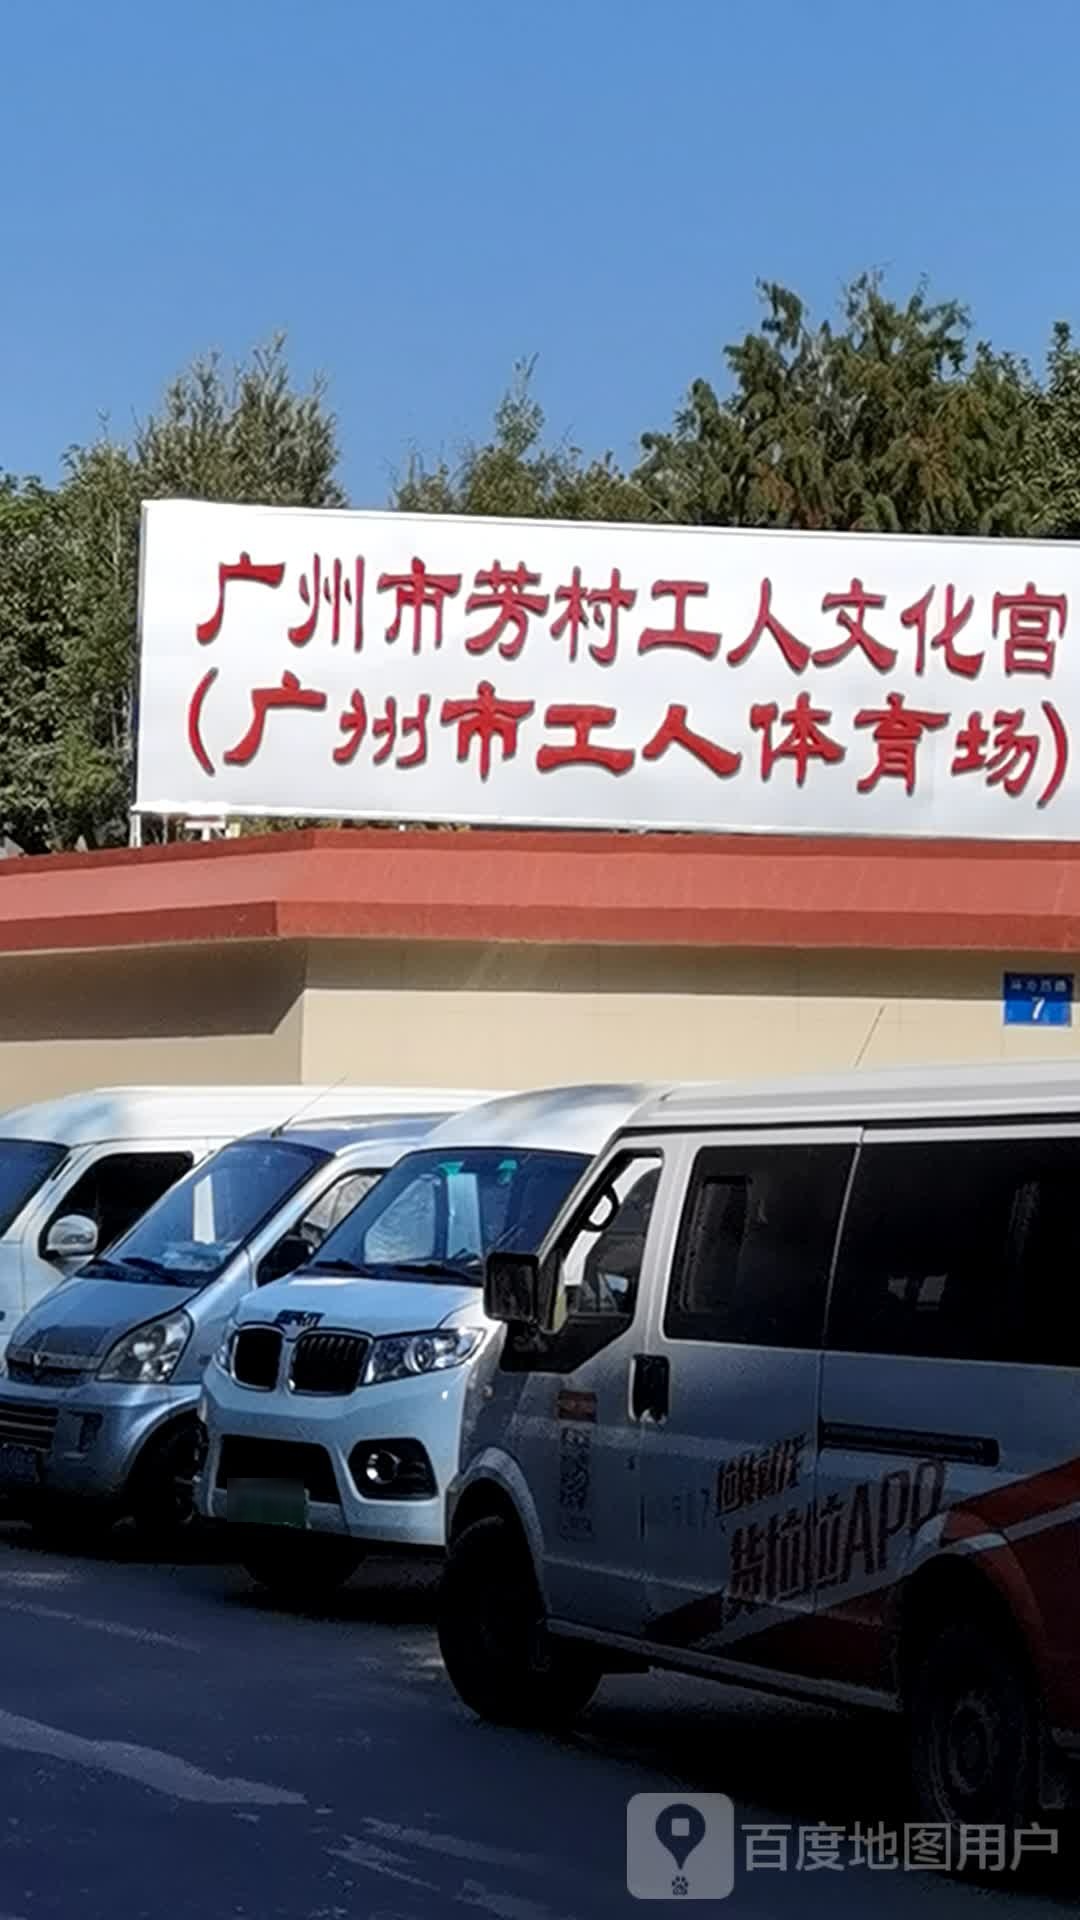 广州市芳村工人文化宫
(广州市工人体育场)
7
货拉拉APP
百度地图用户